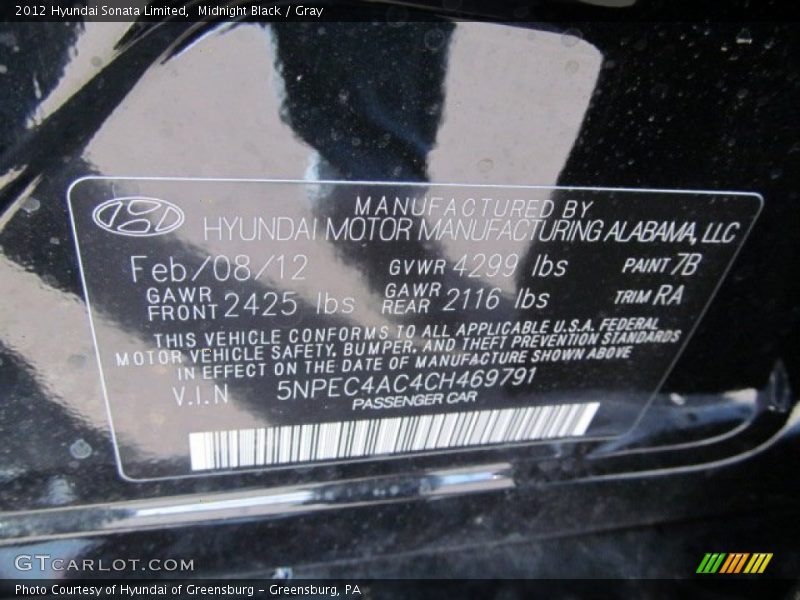 2012 Hyundai Sonata Limited,  Midnight Black / Gray
MANUFACTURED BY
HYUNDAI MOTOR MANUFACTURING ALABAMA, LLC
Feb/08/12 GVWR 4299 lbs PAINT 7B
GAWR FRONT 2425 lbs GAWR REAR 2116 lbs TRIM RA
THIS VEHICLE CONFORMS TO ALL APPLICABLE U.S.A. FEDERAL
MOTOR VEHICLE SAFETY, BUMPER, AND THEFT PREVENTION STANDARDS
IN EFFECT ON THE DATE OF MANUFACTURE SHOWN ABOVE
V.I.N 5NPEC4AC4CH469791
PASSENGER CAR
GTCARLOT.COM
Photo Courtesy of Hyundai of Greensburg – Greensburg, PA